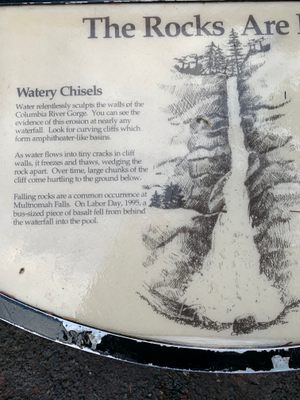 The Rocks Are
Watery Chisels
Water relentlessly sculpts the walls of the
Columbia River Gorge. You can see the
evidence of this erosion at nearly any
waterfall. Look for curving cliffs which
form amphitheater-like basins.
As water flows into tiny cracks in cliff
walls, it freezes and thaws, wedging the
rock apart. Over time, large chunks of the
cliff come hurtling to the ground below.
Falling rocks are a common occurrence at
Multnomah Falls. On Labor Day, 1995, a
bus-sized piece of basalt fell from behind
the waterfall into the pool.